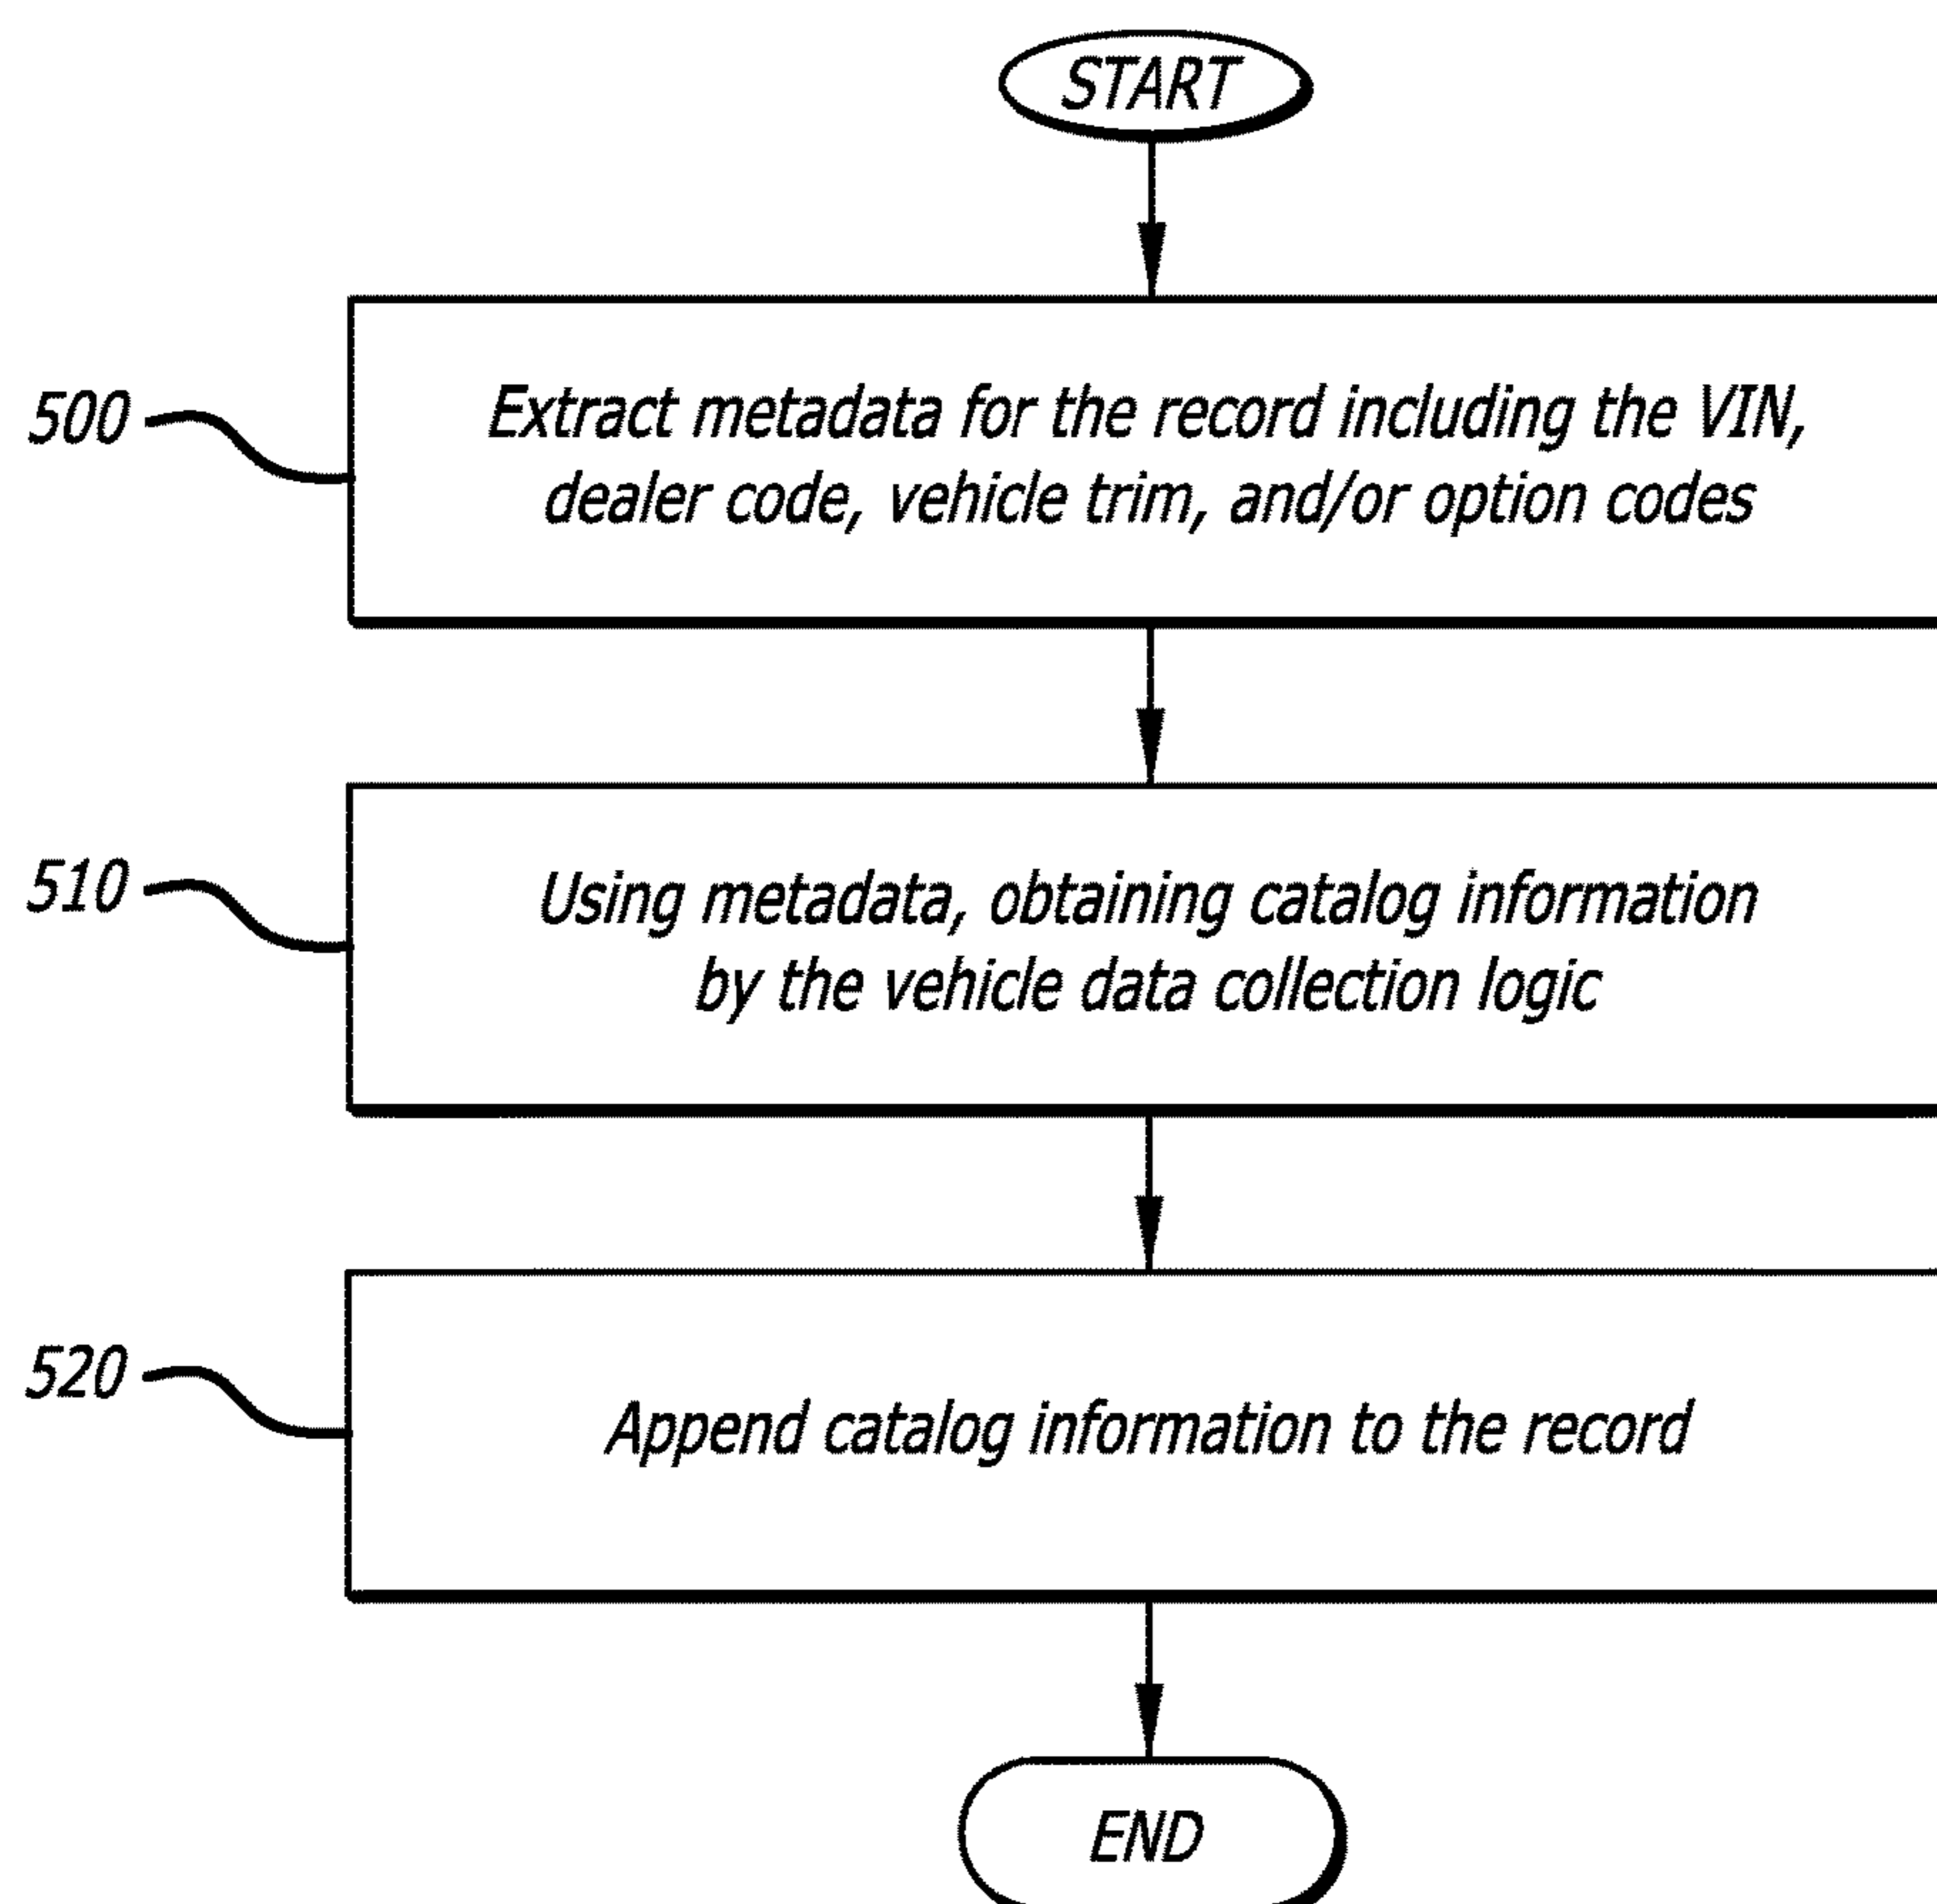 START
500
Extract metadata for the record including the VIN,
dealer code, vehicle trim, and/or option codes
510
Using metadata, obtaining catalog information
by the vehicle data collection logic
520
Append catalog information to the record
END